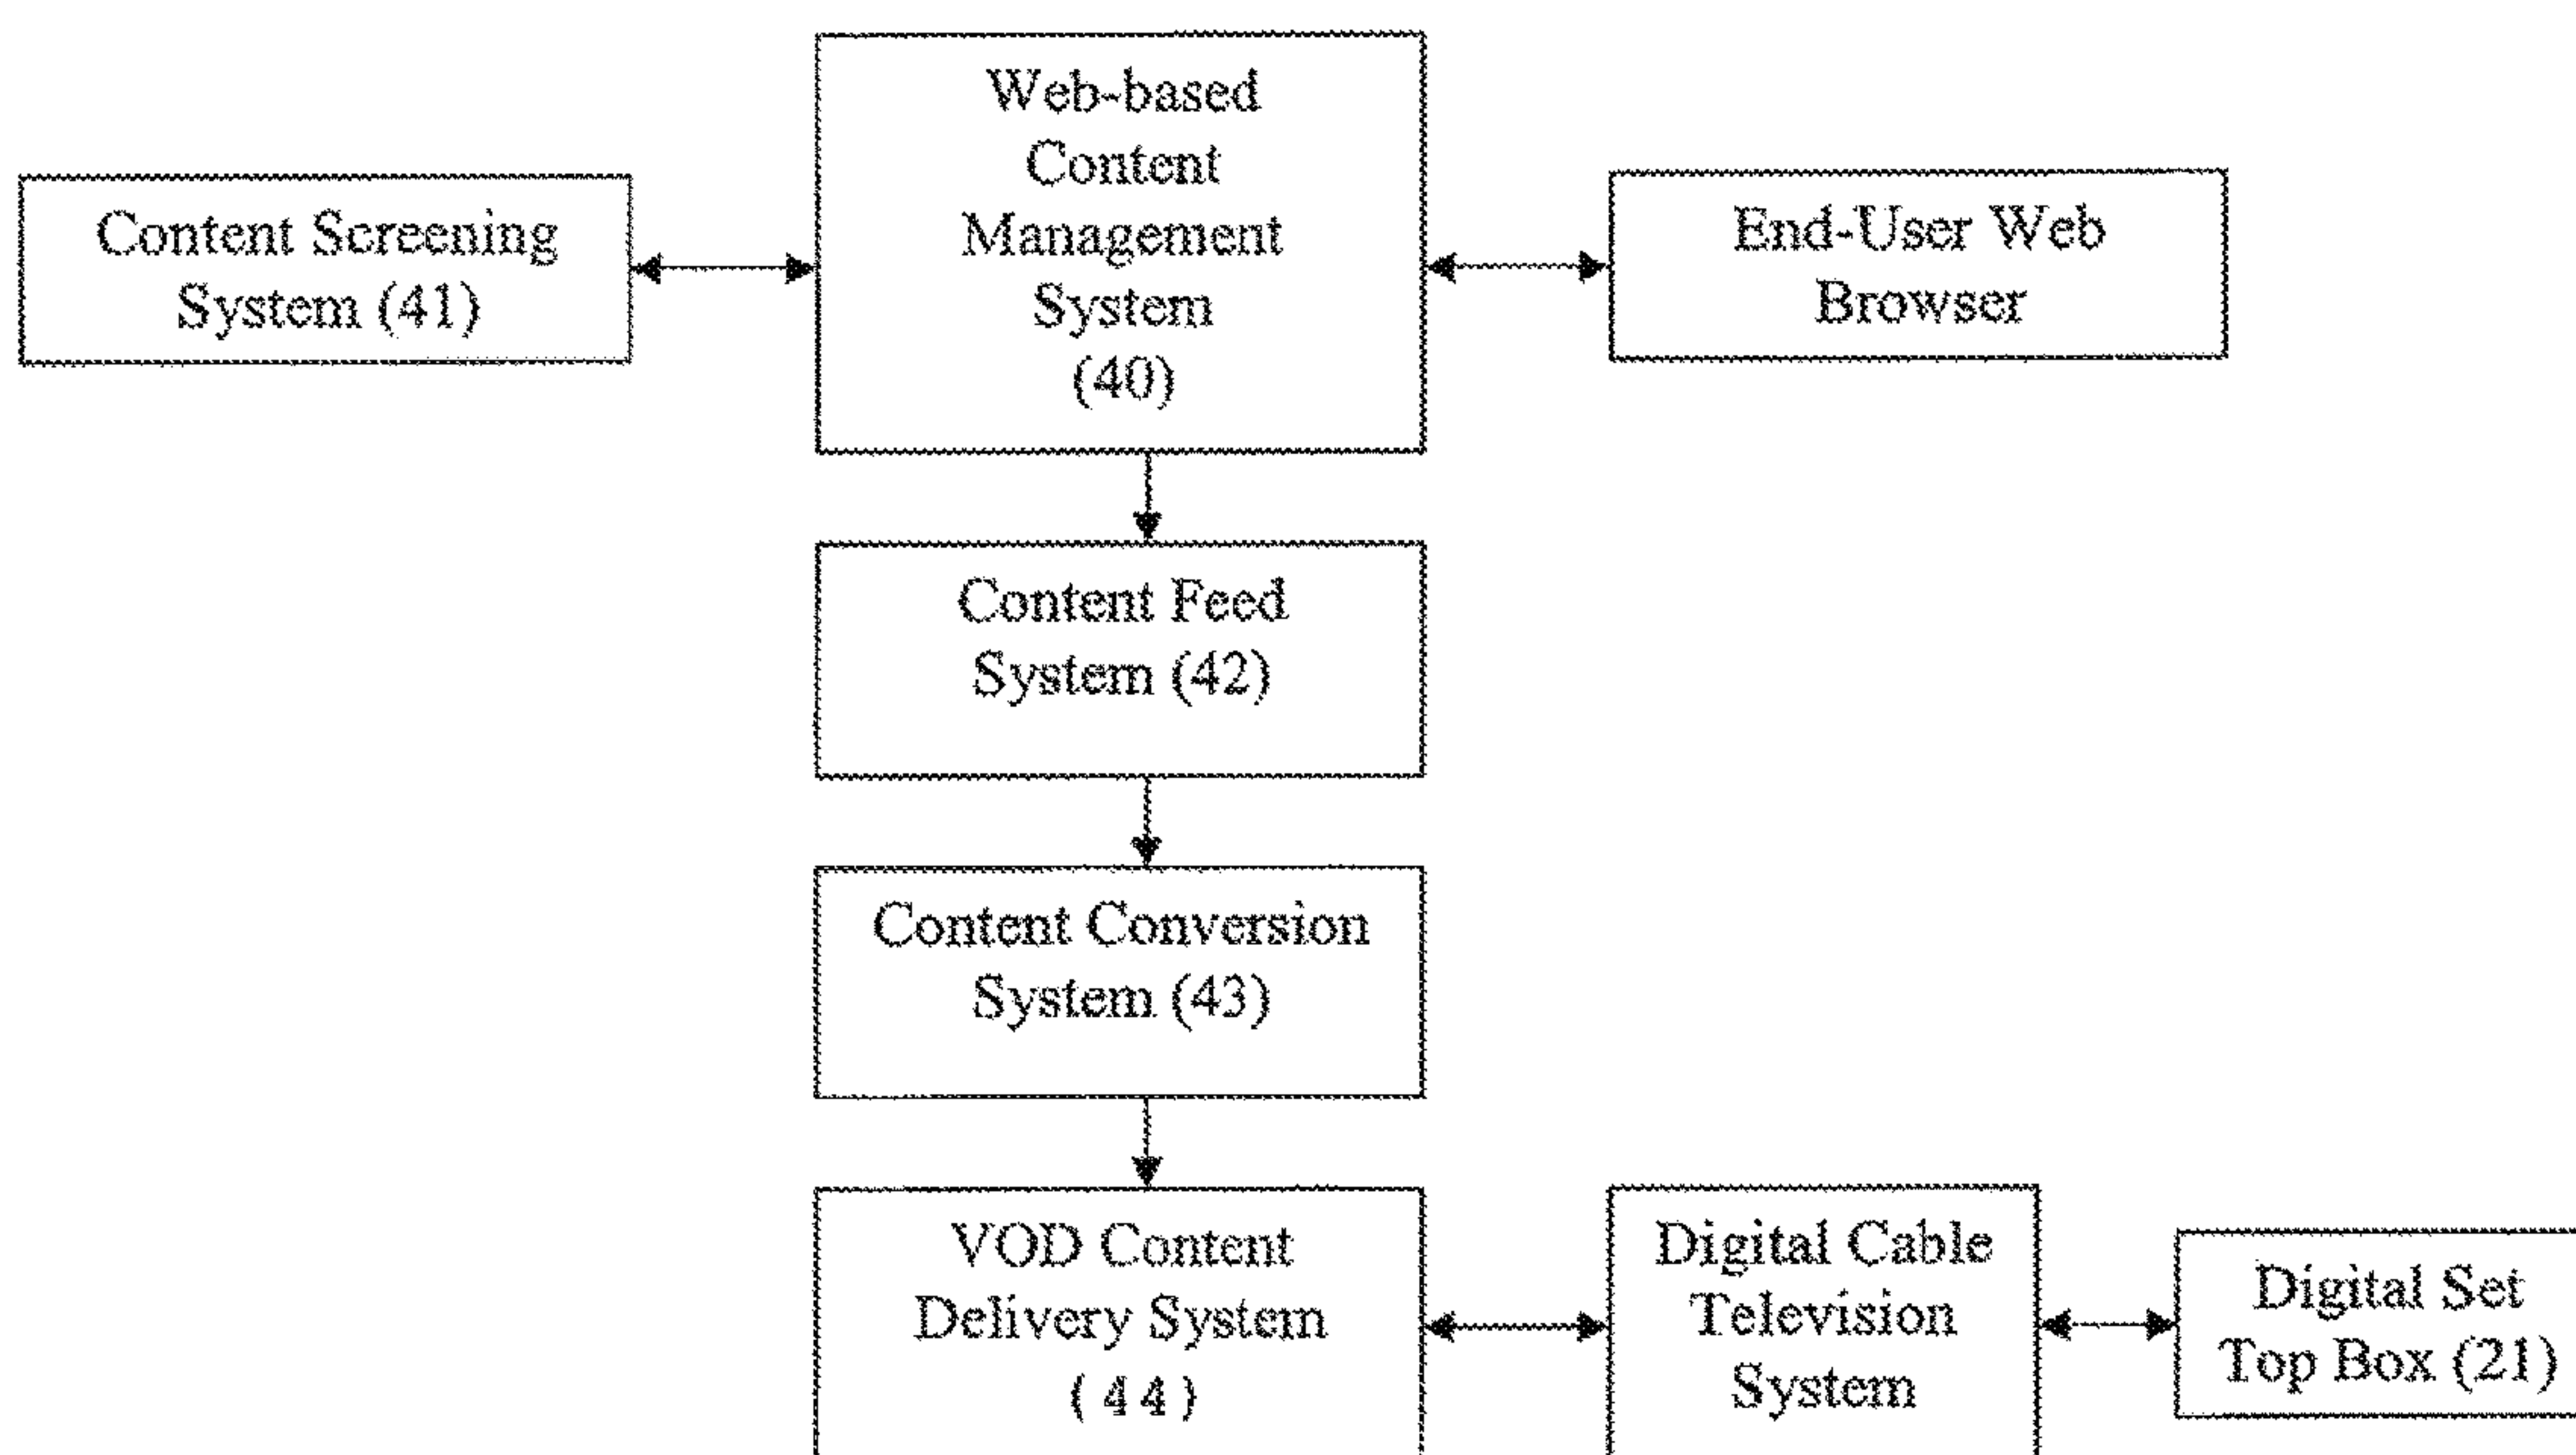 Web-based
Content
Management
System
(40)
Content Screening
System (41)
End-User Web
Browser
Content Feed
System (42)
Content Conversion
System (43)
VOD Content
Delivery System
(44)
Digital Cable
Television
System
Digital Set
Top Box (21)